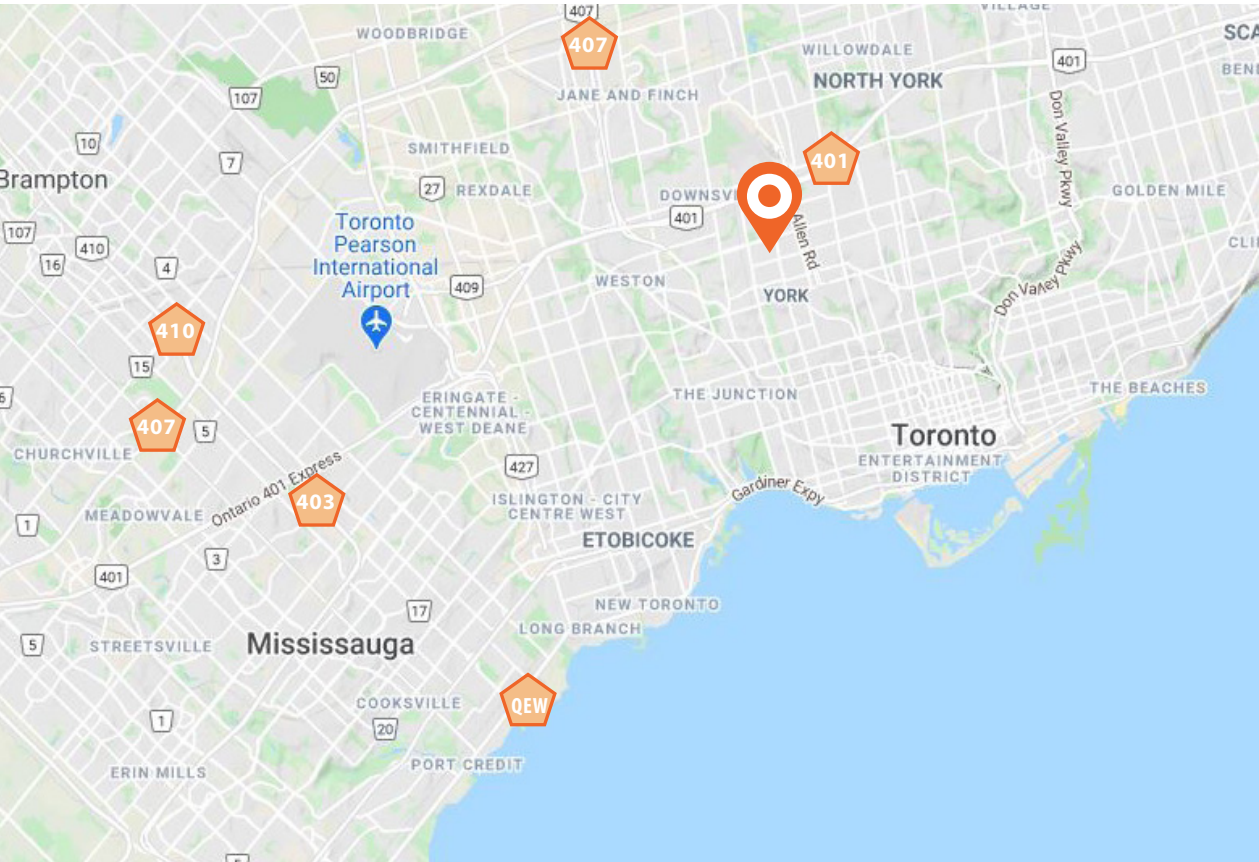 VILLAGE
407
407
WOODBRIDGE
WILLOWDALE
401
50
NORTH YORK
107
JANE AND FINCH
Don Valley Pkwy
10
SMITHFIELD
7
401
Brampton
27
REXDALE
GOLDEN MILE
401
Allen Rd
Toronto
Pearson
International
Airport
107
410
16
4
409
WESTON
YORK
Don Valley Pkwy
410
15
ERINGATE -
CENTENNIAL -
WEST DEANE
THE JUNCTION
THE BEACHES
407
5
Toronto
CHURCHVILLE
Ontario 401 Express
427
ENTERTAINMENT
DISTRICT
Gardiner Expy
403
ISLINGTON - CITY
CENTRE WEST
1
MEADOWVALE
ETOBICOKE
3
401
NEW TORONTO
17
LONG BRANCH
5
STREETSVILLE
Mississauga
COOKSVILLE
QEW
1
20
ERIN MILLS
PORT CREDIT